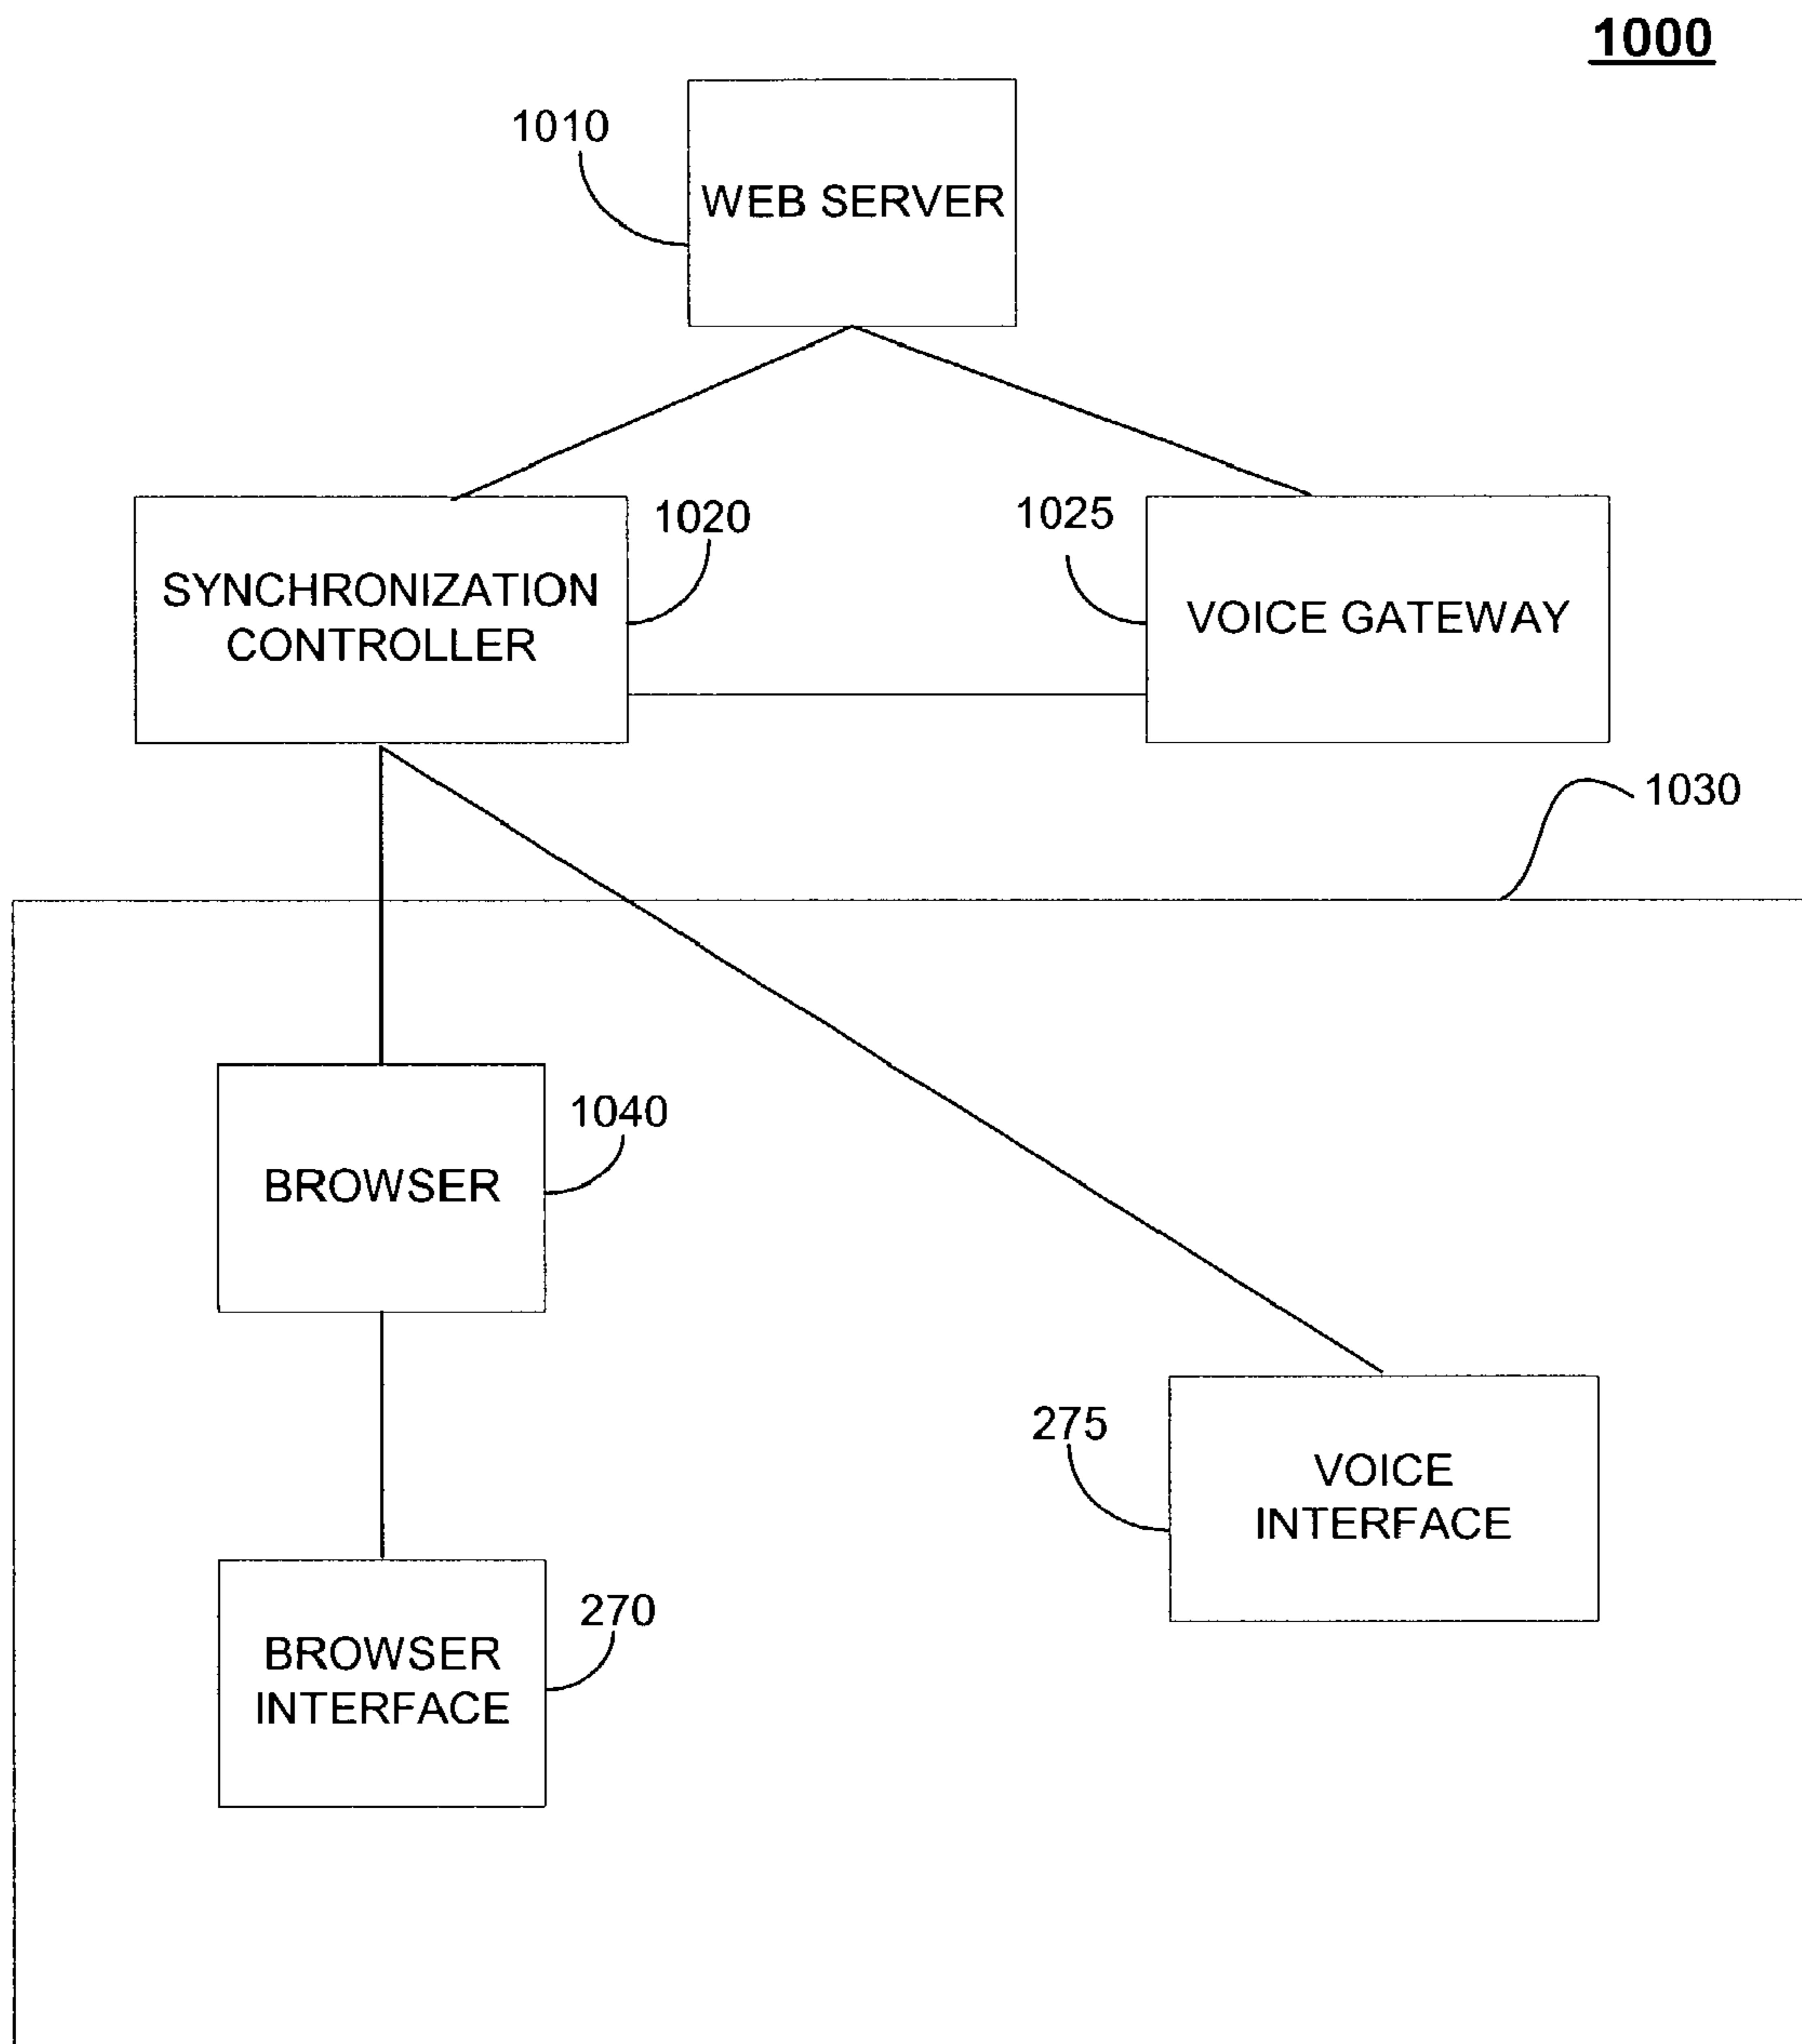 1000
1010
WEB SERVER
1020
1025
SYNCHRONIZATION
CONTROLLER
VOICE GATEWAY
1030
1040
BROWSER
275
VOICE
INTERFACE
270
BROWSER
INTERFACE